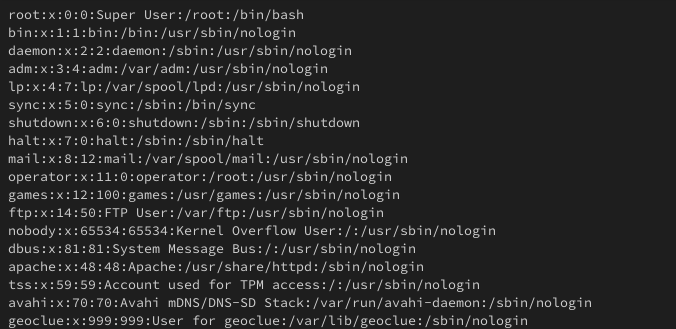 root:x:0:0:Super User:/root:/bin/bash
bin:x:1:1:bin:/bin:/usr/sbin/nologin
daemon:x:2:2:daemon:/sbin:/usr/sbin/nologin
adm:x:3:4:adm:/var/adm:/usr/sbin/nologin
lp:x:4:7:lp:/var/spool/lpd:/usr/sbin/nologin
sync:x:5:0:sync:/sbin:/bin/sync
shutdown:x:6:0:shutdown:/sbin:/sbin/shutdown
halt:x:7:0:halt:/sbin:/sbin/halt
mail:x:8:12:mail:/var/spool/mail:/usr/sbin/nologin
operator:x:11:0:operator:/root:/usr/sbin/nologin
games:x:12:100:games:/usr/games:/usr/sbin/nologin
ftp:x:14:50:FTP User:/var/ftp:/usr/sbin/nologin
nobody:x:65534:65534:Kernel Overflow User:/:/usr/sbin/nologin
dbus:x:81:81:System Message Bus:/:/usr/sbin/nologin
apache:x:48:48:Apache:/usr/share/httpd:/sbin/nologin
tss:x:59:59:Account used for TPM access:/:/usr/sbin/nologin
avahi:x:70:70:Avahi mDNS/DNS-SD Stack:/var/run/avahi-daemon:/sbin/nologin
geoclue:x:999:999:User for geoclue:/var/lib/geoclue:/sbin/nologin